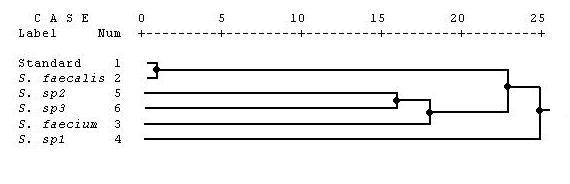 C A S E 0 5 10 15 20 25
Label Num +---------+---------+---------+---------+---------+
Standard 1
S. faecalis 2
S. sp2 5
S. sp3 6
S. faecium 3
S. sp1 4